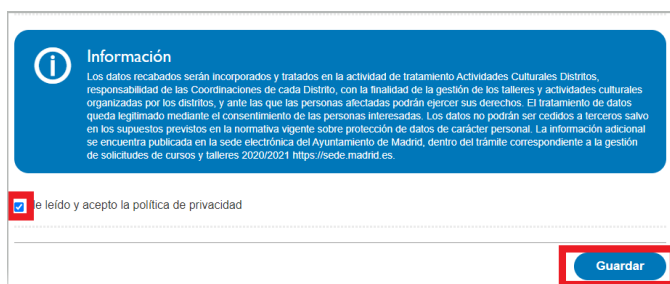 Información
Los datos recabados serán incorporados y tratados en la actividad de tratamiento Actividades Culturales Distritos,
responsabilidad de las Coordinaciones de cada Distrito, con la finalidad de la gestión de los talleres y actividades culturales
organizadas por los distritos, y ante las que las personas afectadas podrán ejercer sus derechos. El tratamiento de datos
queda legitimado mediante el consentimiento de las personas interesadas. Los datos no podrán ser cedidos a terceros salvo
en los supuestos previstos en la normativa vigente sobre protección de datos de carácter personal. La información adicional
se encuentra publicada en la sede electrónica del Ayuntamiento de Madrid, dentro del trámite correspondiente a la gestión
de solicitudes de cursos y talleres 2020/2021 https://sede.madrid.es.
leído y acepto la política de privacidad
Guardar